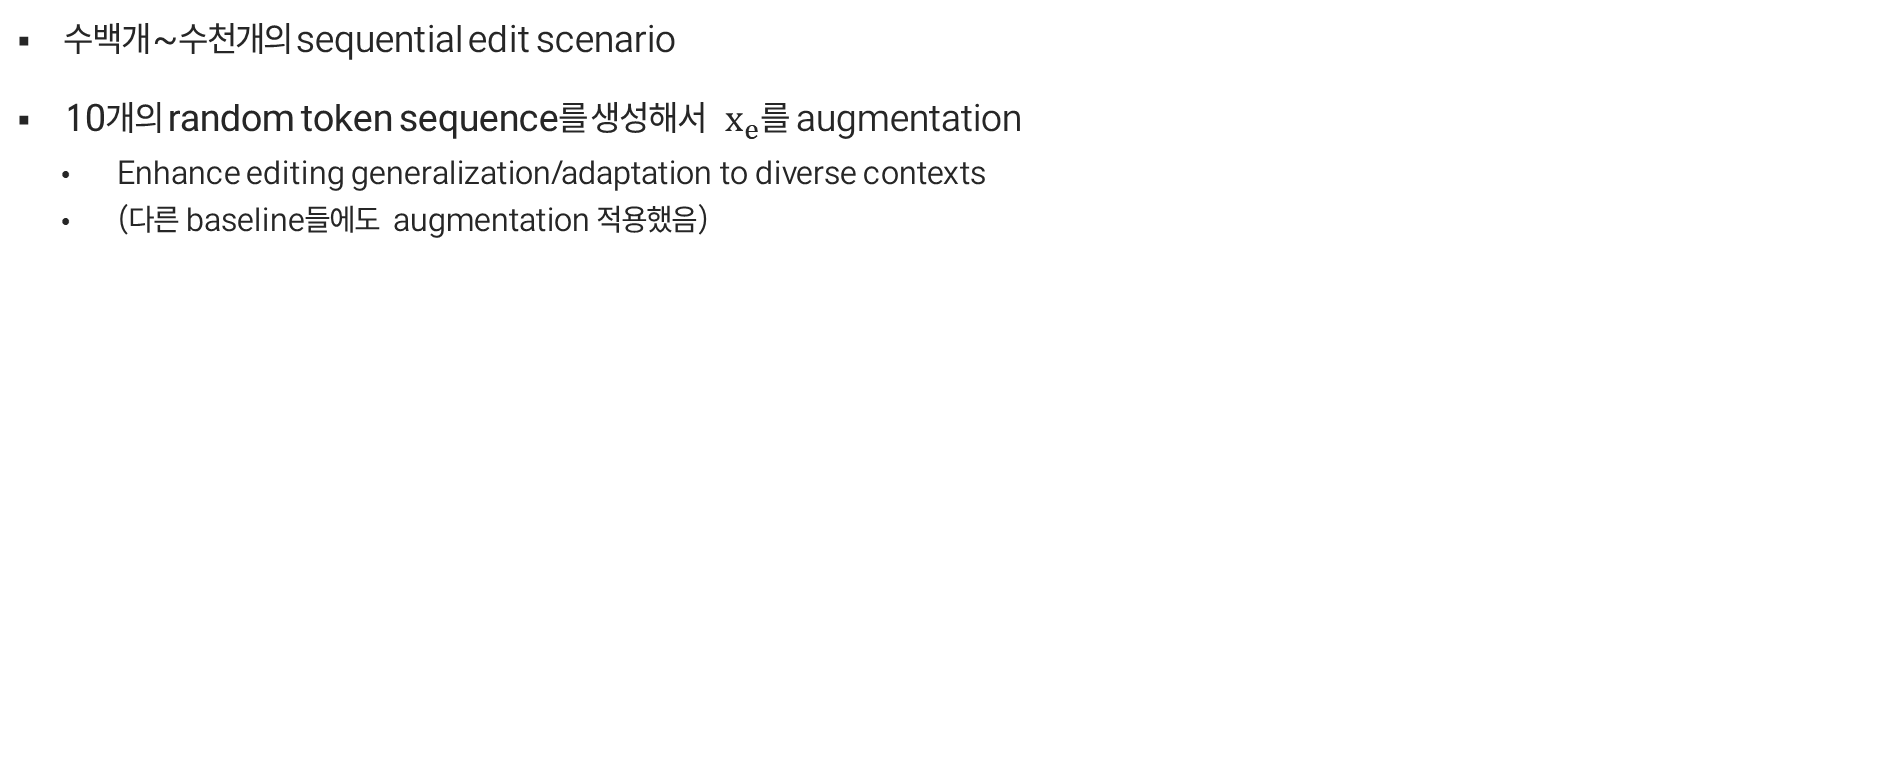 ▪ 수백개~수천개의 sequential edit scenario
▪ 10개의 random token sequence를 생성해서 xₑ를 augmentation
• Enhance editing generalization/adaptation to diverse contexts
• (다른 baseline들에도 augmentation 적용했음)